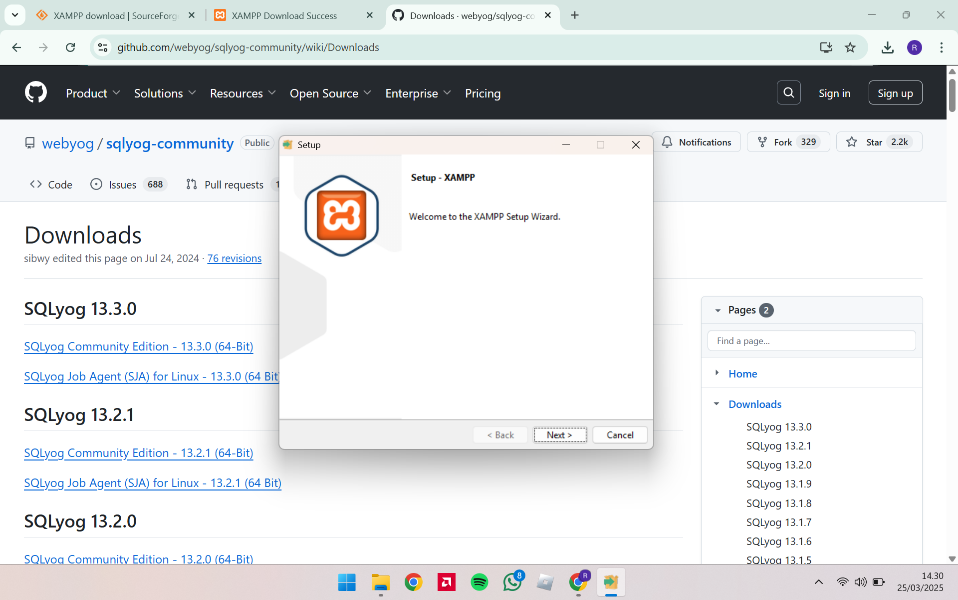 XAMPP download | SourceForg
XAMPP Download Success
Downloads · webyog/sqlyog-co
github.com/webyog/sqlyog-community/wiki/Downloads
R
Product
Solutions
Resources
Open Source
Enterprise
Pricing
Sign in
Sign up
webyog / sqlyog-community
Public
Notifications
Fork 329
Star 2.2k
Code
Issues 688
Pull requests 1
Downloads
sibwy edited this page on Jul 24, 2024 · 76 revisions
SQLyog 13.3.0
SQLyog Community Edition - 13.3.0 (64-Bit)
SQLyog Job Agent (SJA) for Linux - 13.3.0 (64 Bit
SQLyog 13.2.1
SQLyog Community Edition - 13.2.1 (64-Bit)
SQLyog Job Agent (SJA) for Linux - 13.2.1 (64 Bit)
SQLyog 13.2.0
SQLyog Community Edition - 13.2.0 (64-Bit)
Setup
Setup - XAMPP
Welcome to the XAMPP Setup Wizard.
< Back
Next >
Cancel
Pages 2
Find a page...
Home
Downloads
SQLyog 13.3.0
SQLyog 13.2.1
SQLyog 13.2.0
SQLyog 13.1.9
SQLyog 13.1.8
SQLyog 13.1.7
SQLyog 13.1.6
SQLyog 13.1.5
8
R
14.30
25/03/2025